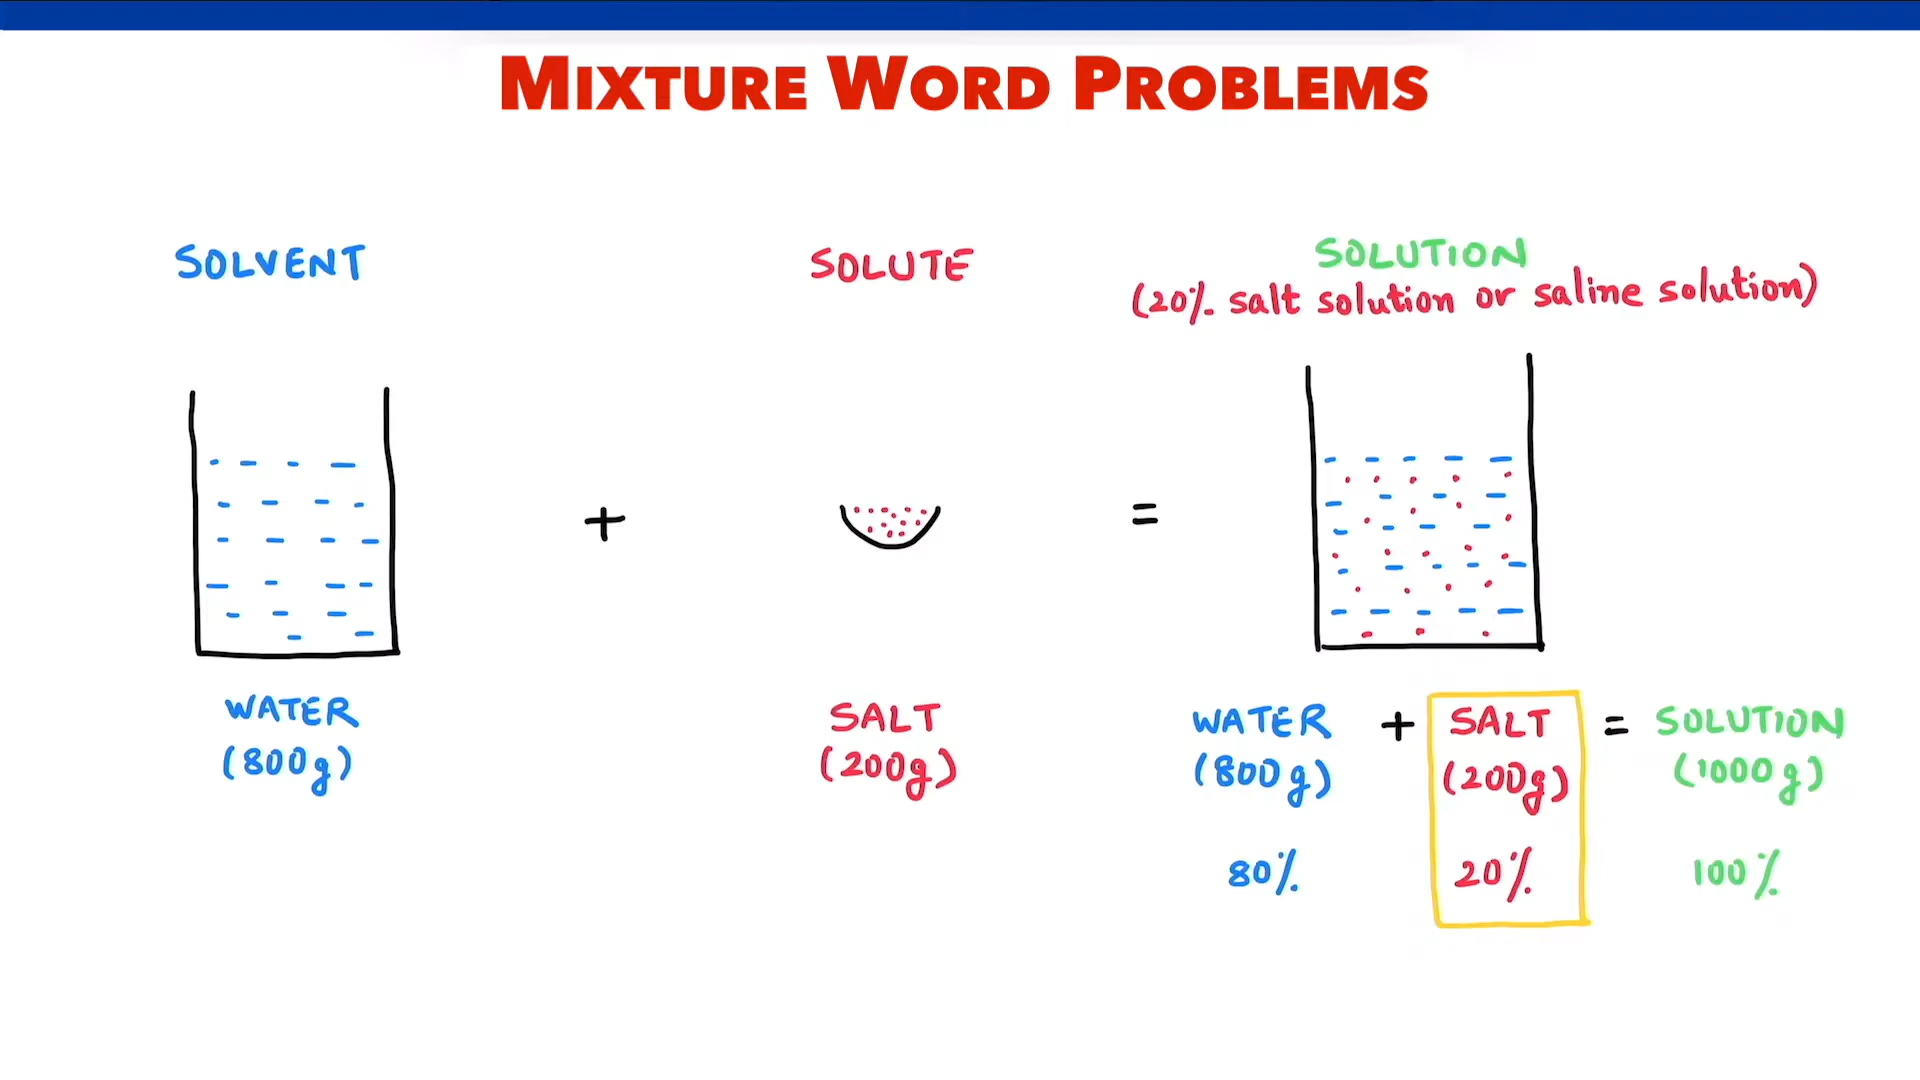 MIXTURE WORD PROBLEMS
SOLVENT
SOLUTE
SOLUTION
(20% salt solution or saline solution)
+
=
WATER
(800g)
SALT
(200g)
WATER + SALT = SOLUTION
(800g) (200g) (1000g)
80% 20% 100%